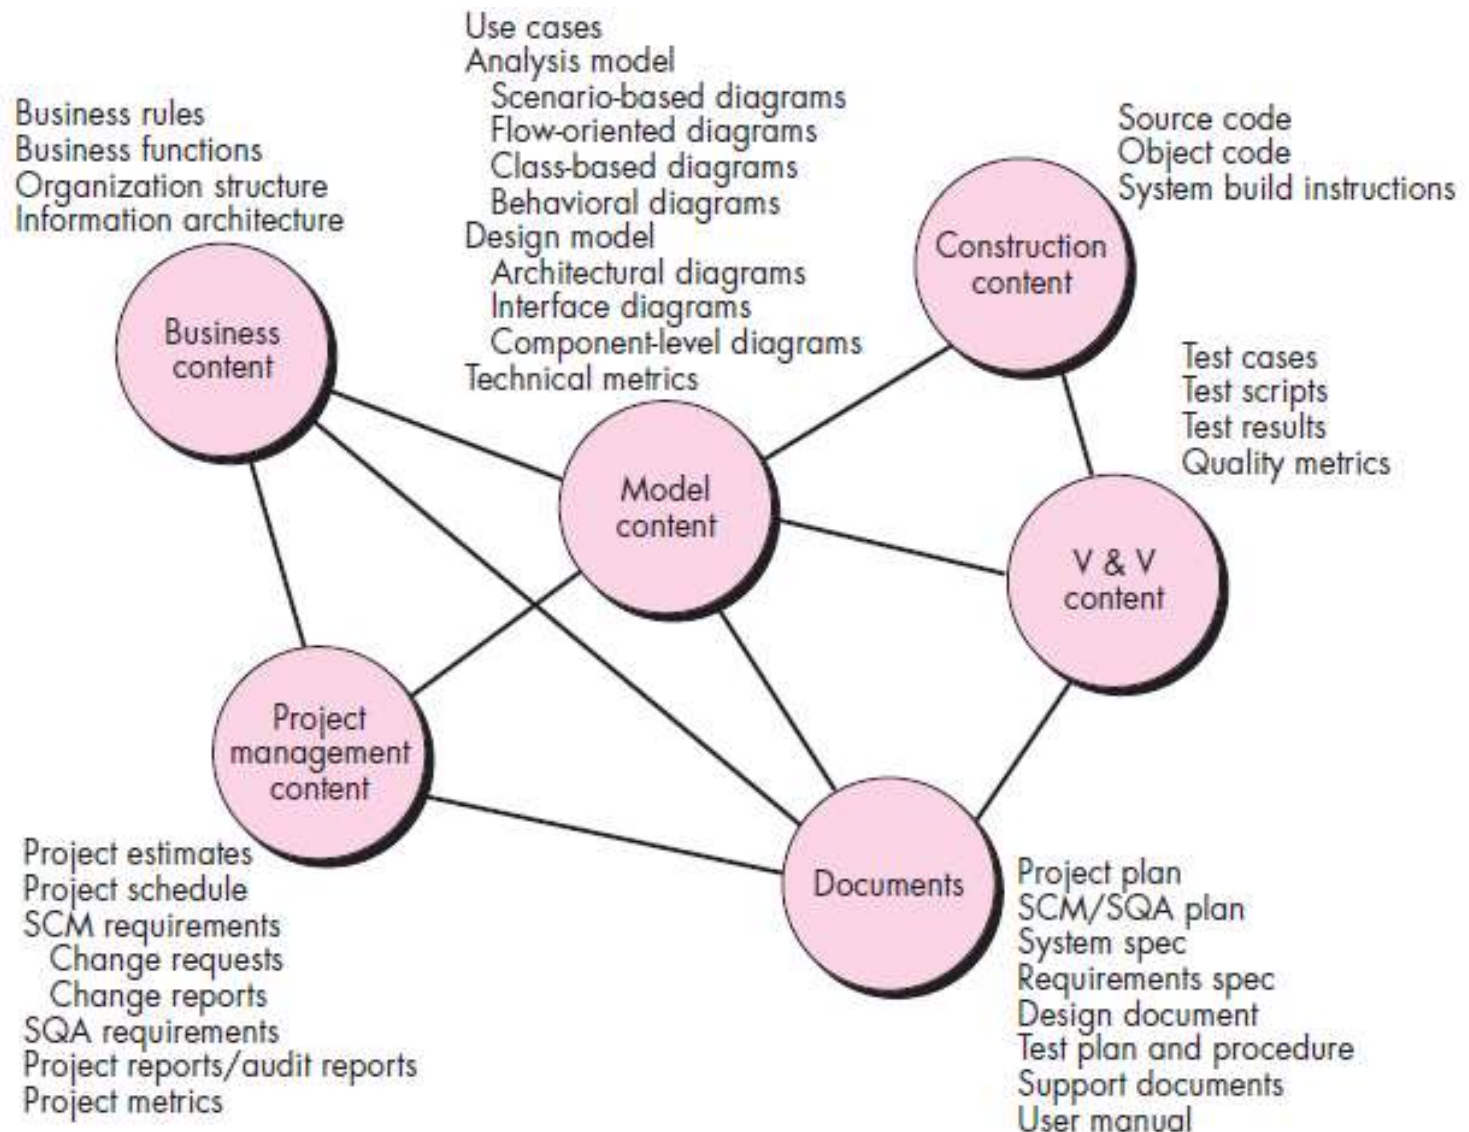 Use cases
Analysis model
Scenario-based diagrams
Flow-oriented diagrams
Class-based diagrams
Behavioral diagrams
Design model
Architectural diagrams
Interface diagrams
Component-level diagrams
Technical metrics
Business rules
Business functions
Organization structure
Information architecture
Business
content
Source code
Object code
System build instructions
Construction
content
Model
content
Test cases
Test scripts
Test results
Quality metrics
V & V
content
Project
management
content
Project estimates
Project schedule
SCM requirements
Change requests
Change reports
SQA requirements
Project reports/audit reports
Project metrics
Documents
Project plan
SCM/SQA plan
System spec
Requirements spec
Design document
Test plan and procedure
Support documents
User manual